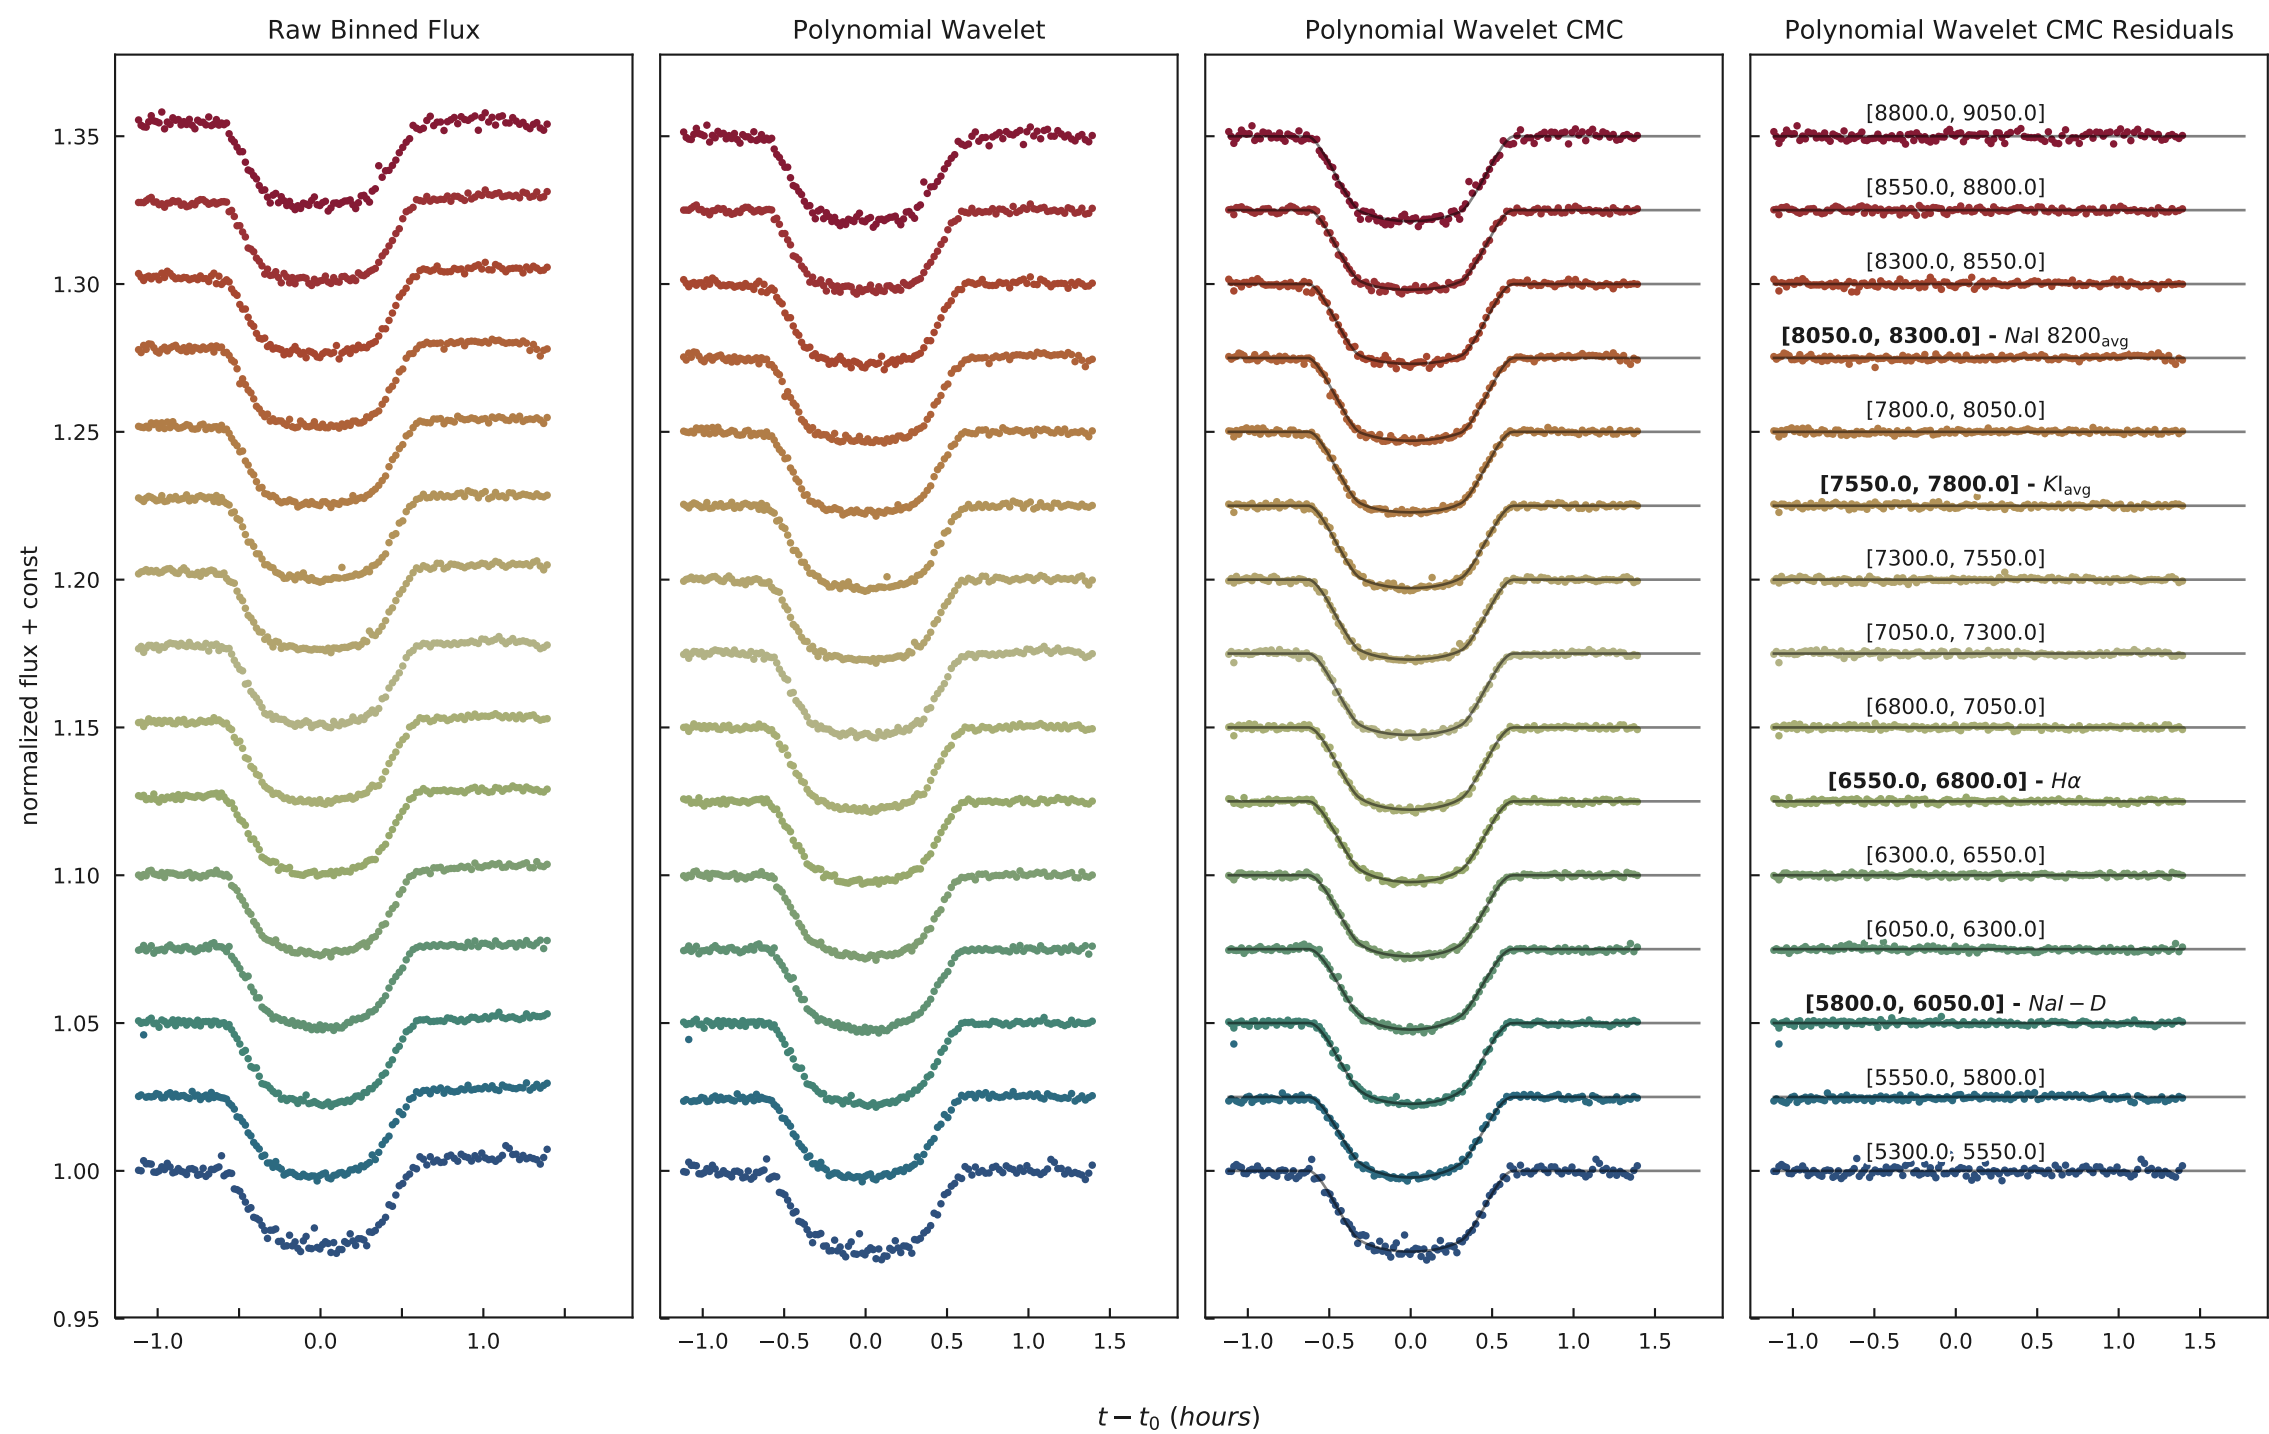 Raw Binned Flux
Polynomial Wavelet
Polynomial Wavelet CMC
Polynomial Wavelet CMC Residuals
normalized flux + const
1.35
1.30
1.25
1.20
1.15
1.10
1.05
1.00
0.95
[8800.0, 9050.0]
[8550.0, 8800.0]
[8300.0, 8550.0]
[8050.0, 8300.0] - NaI 8200avg
[7800.0, 8050.0]
[7550.0, 7800.0] - KIavg
[7300.0, 7550.0]
[7050.0, 7300.0]
[6800.0, 7050.0]
[6550.0, 6800.0] - Hα
[6300.0, 6550.0]
[6050.0, 6300.0]
[5800.0, 6050.0] - NaI − D
[5550.0, 5800.0]
[5300.0, 5550.0]
−1.0 0.0 1.0
−1.0 −0.5 0.0 0.5 1.0 1.5
−1.0 −0.5 0.0 0.5 1.0 1.5
−1.0 −0.5 0.0 0.5 1.0 1.5
t − t0 (hours)